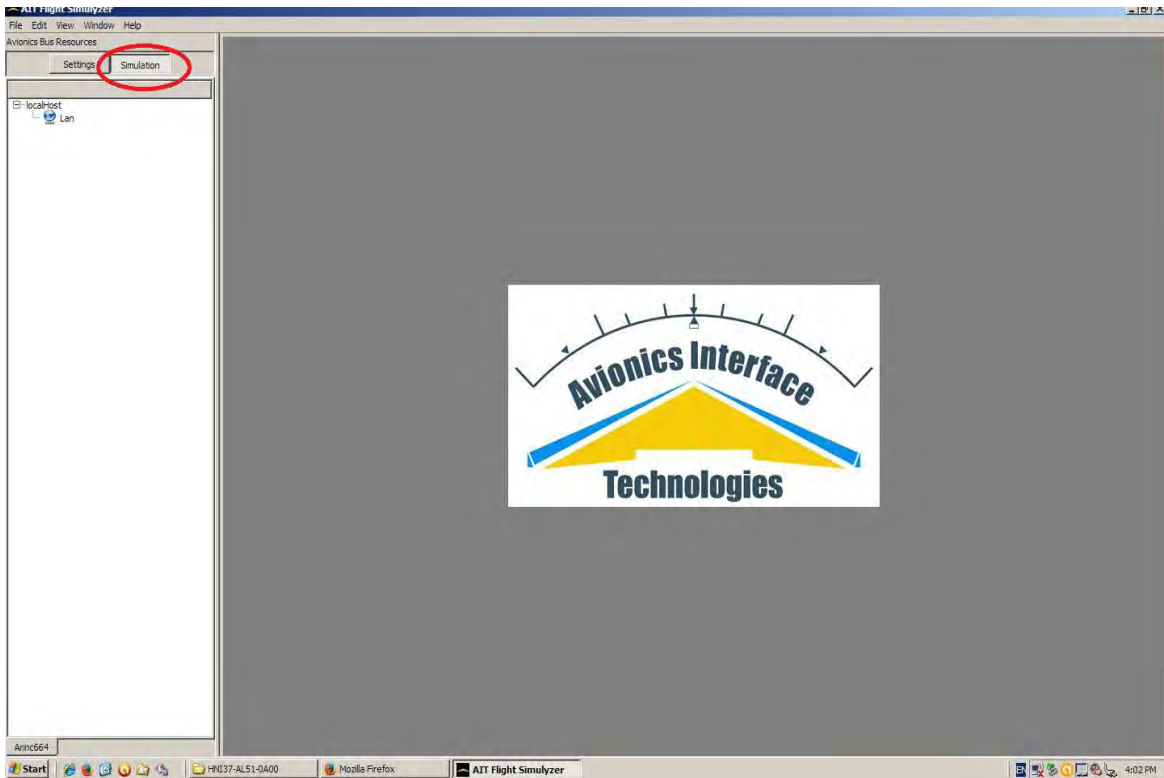 AIT Flight Simulyzer
File Edit View Window Help
Avionics Bus Resources
Settings Simulation
localHost
Lan
Avionics Interface
Technologies
Arinc664
Start HNI37-AL51-0A00 Mozilla Firefox AIT Flight Simulyzer EN 4:02 PM